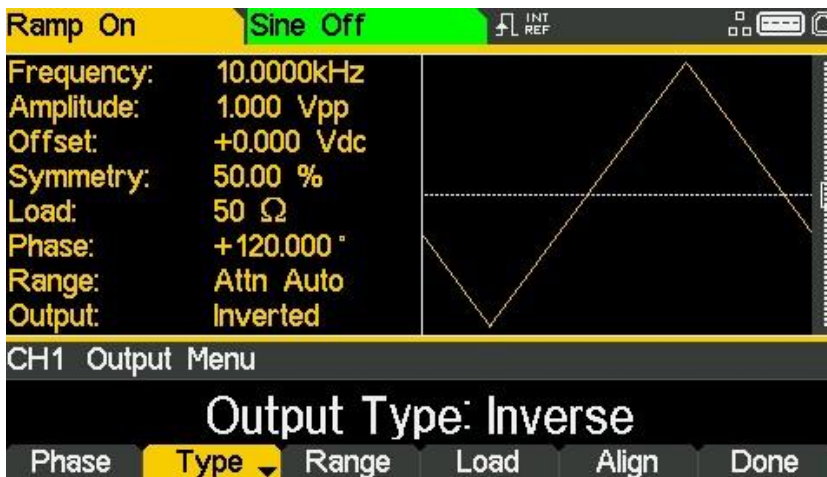 Ramp On Sine Off INT REF
Frequency: 10.0000kHz
Amplitude: 1.000 Vpp
Offset: +0.000 Vdc
Symmetry: 50.00 %
Load: 50 Ω
Phase: +120.000 °
Range: Attn Auto
Output: Inverted
CH1 Output Menu
Output Type: Inverse
Phase Type Range Load Align Done